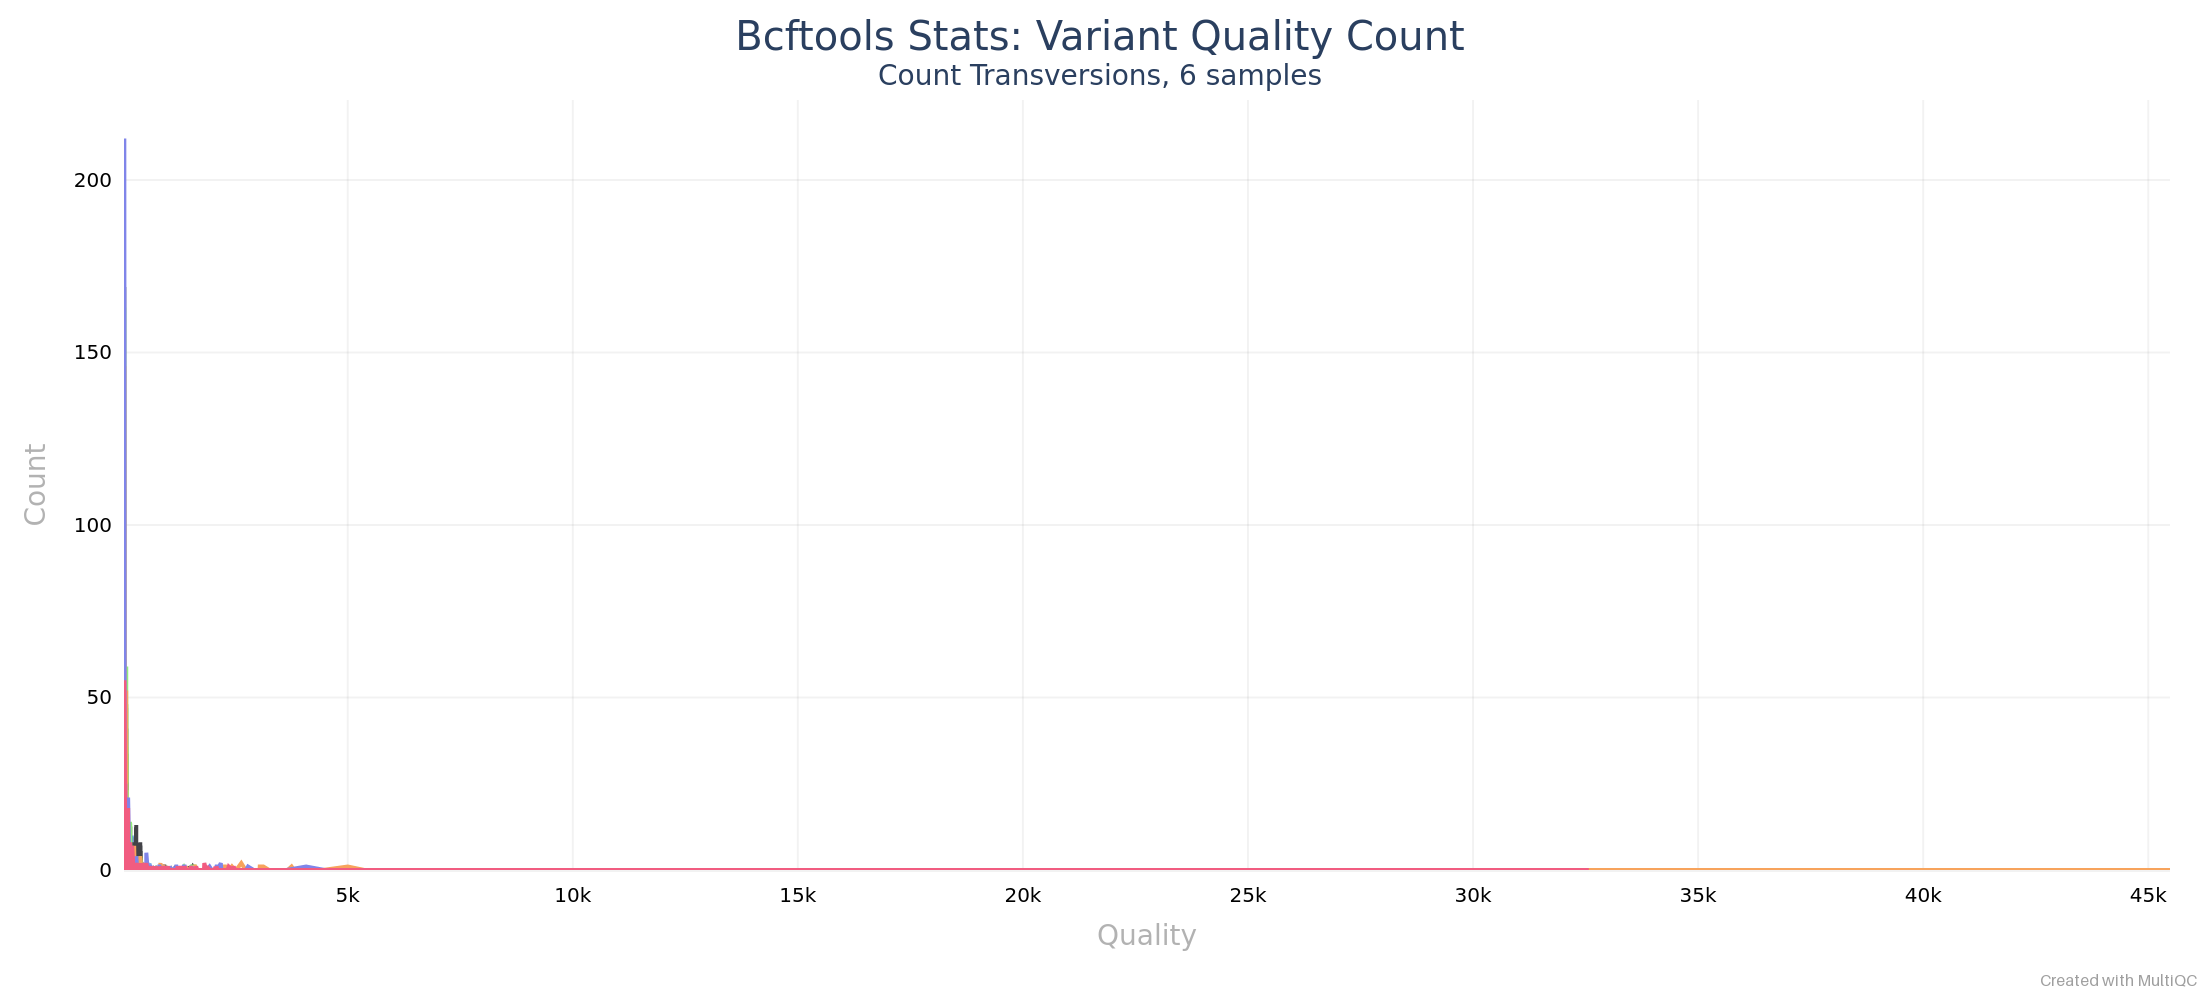 Bcftools Stats: Variant Quality Count
Count Transversions, 6 samples
200
150
100
50
0
Count
5k
10k
15k
20k
25k
30k
35k
40k
45k
Quality
Created with MultiQC